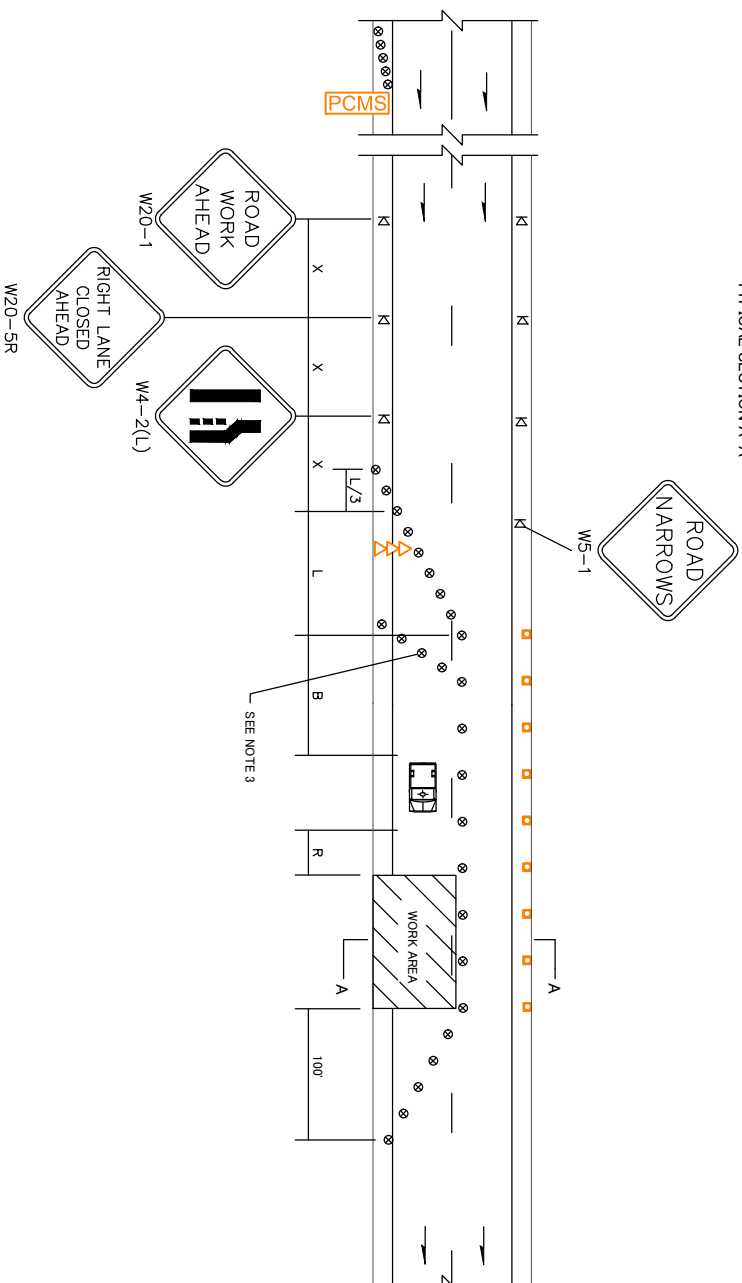 ROAD
NARROWS
W5-1
PCMS
ROAD
WORK
AHEAD
W20-1
RIGHT LANE
CLOSED
AHEAD
W20-5R
W4-2(L)
X
X
X
L/3
L
B
R
100'
SEE NOTE 3
WORK AREA
A
A